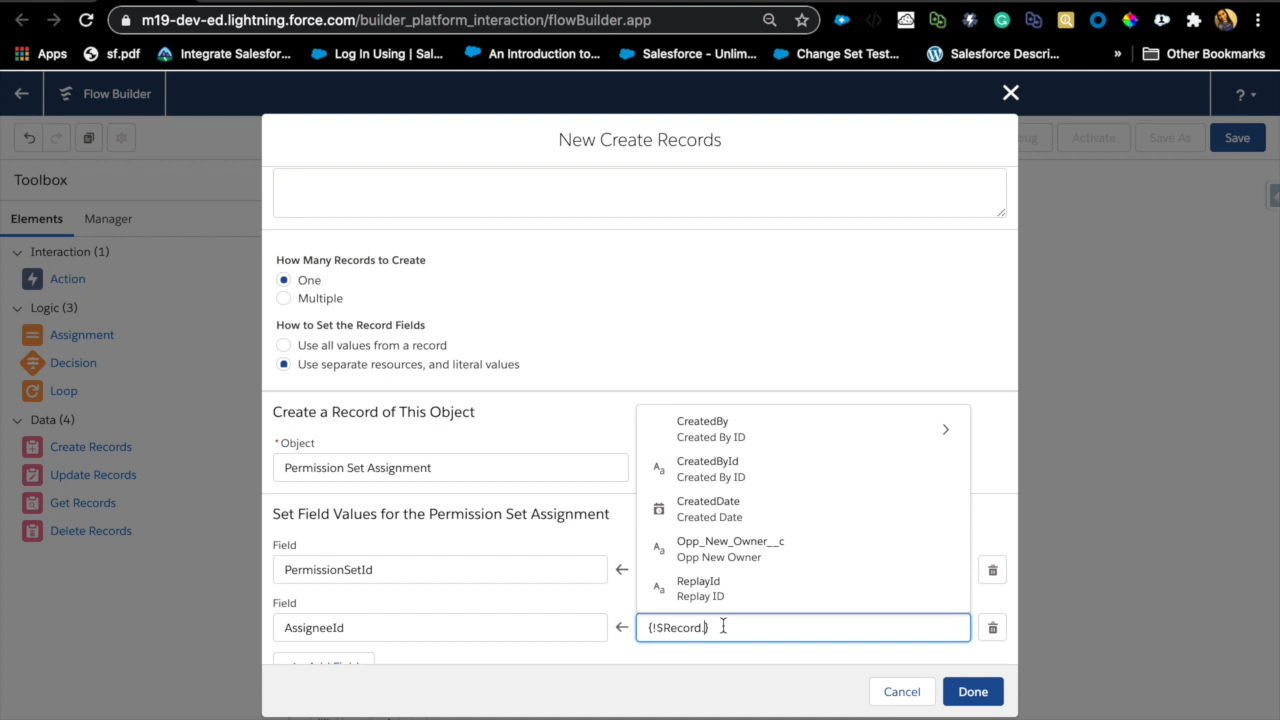 m19-dev-ed.lightning.force.com/builder_platform_interaction/flowBuilder.app
Apps
sf.pdf
Integrate Salesfor...
Log In Using | Sal...
An Introduction to...
Salesforce – Unlim...
Change Set Test...
Salesforce Descri...
»
Other Bookmarks
Flow Builder
?
New Create Records
Activate
Save As
Save
Toolbox
Elements
Manager
Interaction (1)
Action
Logic (3)
Assignment
Decision
Loop
Data (4)
Create Records
Update Records
Get Records
Delete Records
How Many Records to Create
One
Multiple
How to Set the Record Fields
Use all values from a record
Use separate resources, and literal values
Create a Record of This Object
*Object
Permission Set Assignment
Set Field Values for the Permission Set Assignment
Field
PermissionSetId
Field
AssigneeId
CreatedBy
Created By ID
Aa
CreatedById
Created By ID
CreatedDate
Created Date
Aa
Opp_New_Owner__c
Opp New Owner
Aa
ReplayId
Replay ID
{!$Record.}
Cancel
Done